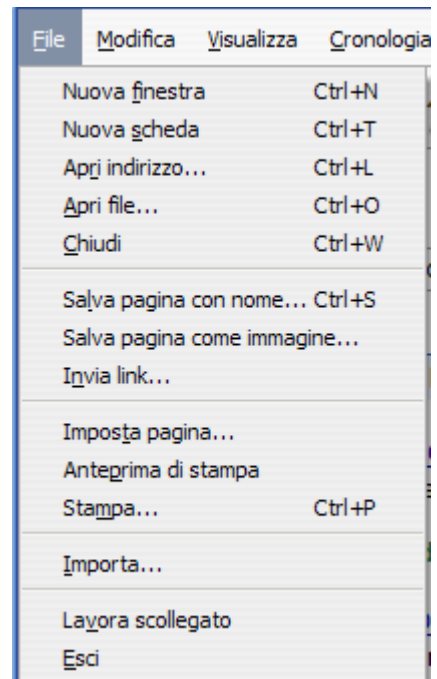 File Modifica Visualizza Cronologia
Nuova finestra Ctrl+N
Nuova scheda Ctrl+T
Apri indirizzo... Ctrl+L
Apri file... Ctrl+O
Chiudi Ctrl+W
Salva pagina con nome... Ctrl+S
Salva pagina come immagine...
Invia link...
Imposta pagina...
Anteprima di stampa
Stampa... Ctrl+P
Importa...
Lavora scollegato
Esci